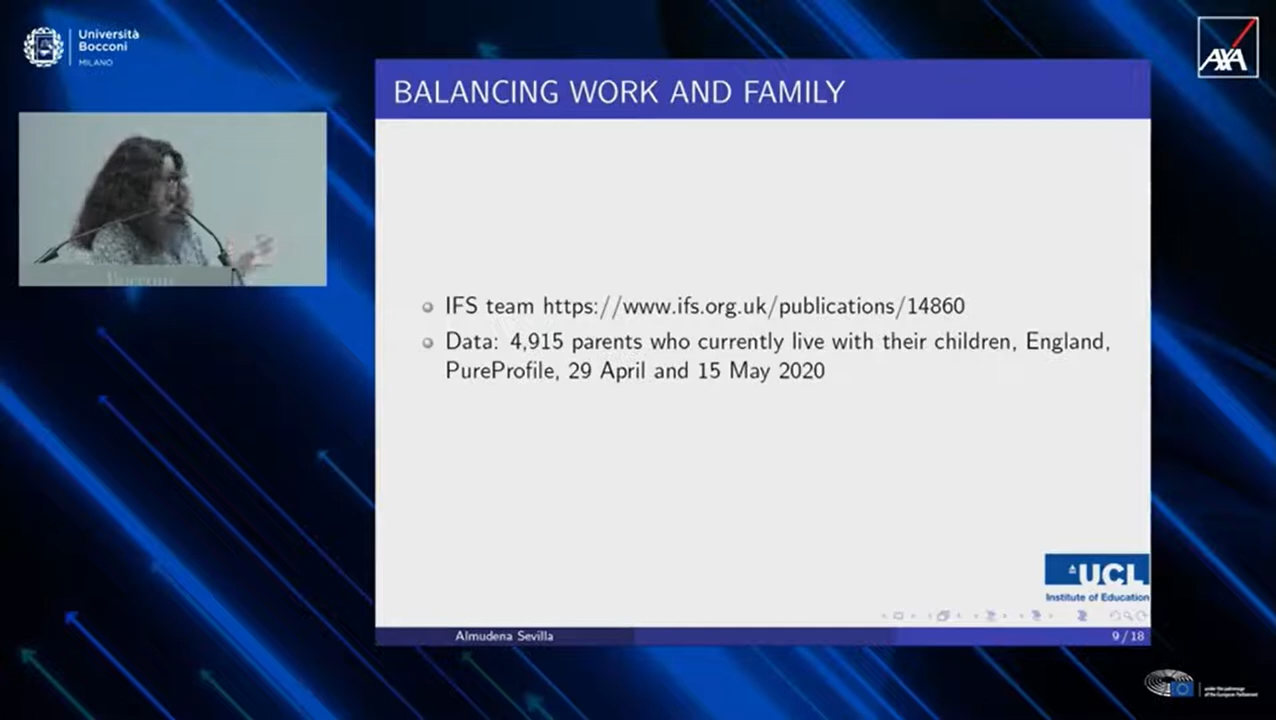 Università
Bocconi
MILANO
AXA
BALANCING WORK AND FAMILY
IFS team https://www.ifs.org.uk/publications/14860
Data: 4,915 parents who currently live with their children, England,
PureProfile, 29 April and 15 May 2020
UCL
Institute of Education
Almudena Sevilla
9 / 18